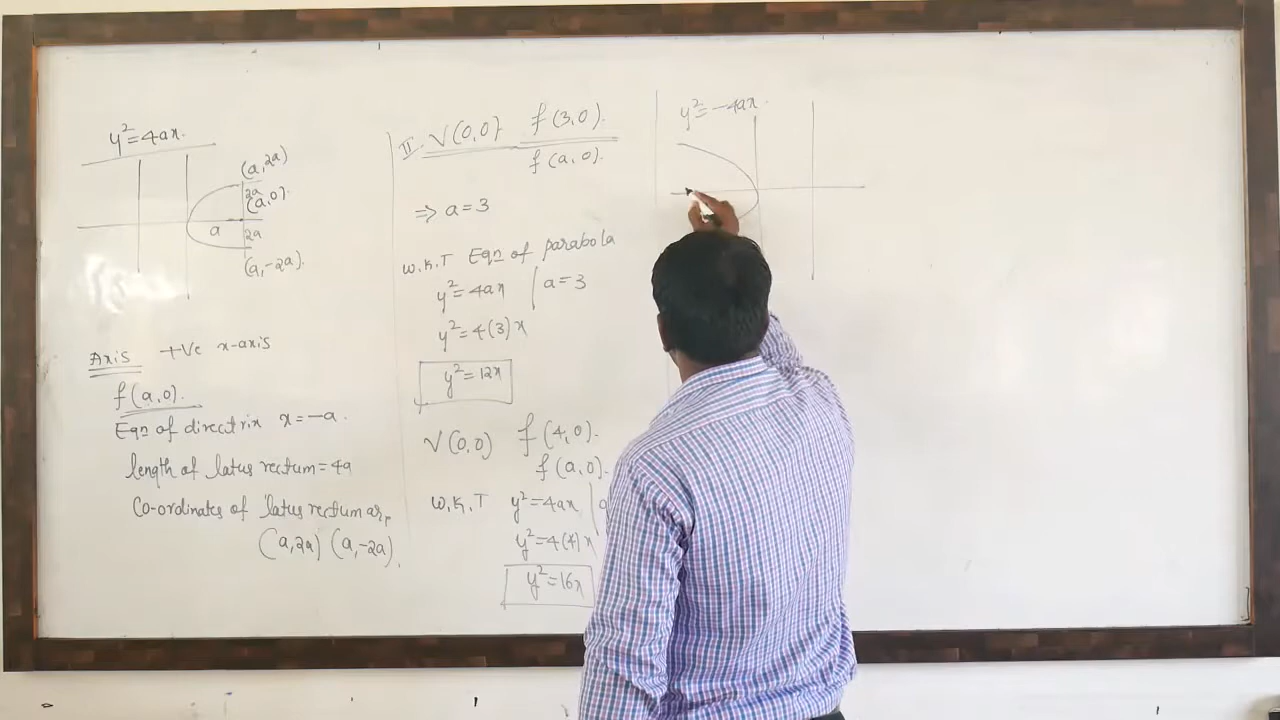 y²=4ax.
(a,2a)
2a
(a,0).
a
2a
(a,-2a).
Axis +Ve x-axis
f(a,0).
Eqn of directrix x=-a.
length of latus rectum=4a
Co-ordinates of latus rectum are
(a,2a) (a,-2a).
II. V(0,0) f(3,0).
f(a,0).
⇒ a=3
W.K.T Eqn of parabola
y²=4ax | a=3
y²=4(3)x
y²=12x
V(0,0) f(4,0).
f(a,0).
W.K.T y²=4ax | a
y²=4(4)x
y²=16x
y²=-4ax.